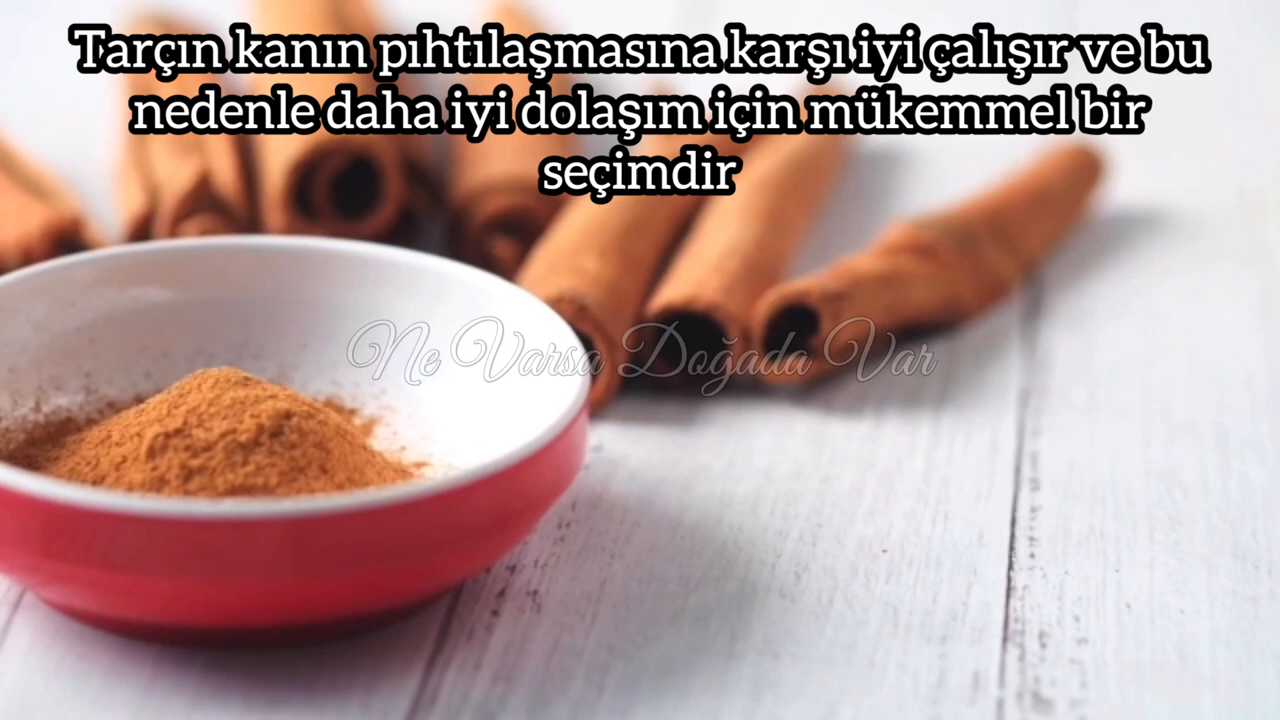 Tarçın kanın pıhtılaşmasına karşı iyi çalışır ve bu
nedenle daha iyi dolaşım için mükemmel bir
seçimdir
Ne Varsa Doğada Var